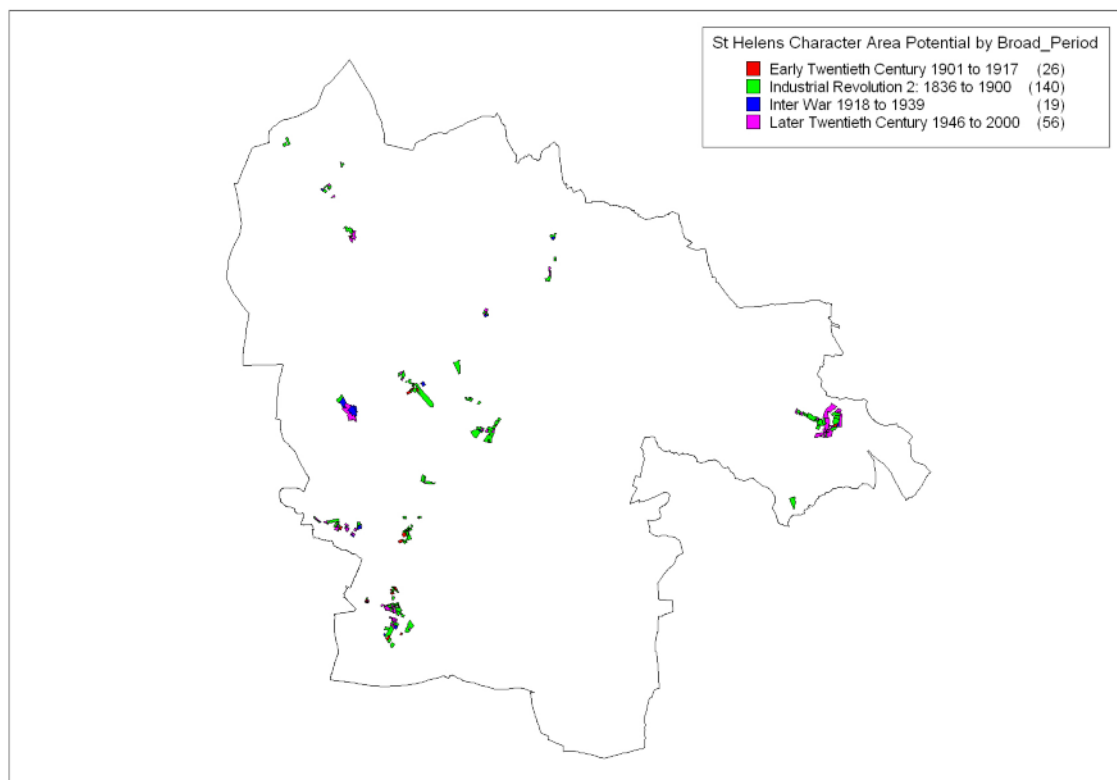 St Helens Character Area Potential by Broad_Period
Early Twentieth Century 1901 to 1917 (26)
Industrial Revolution 2: 1836 to 1900 (140)
Inter War 1918 to 1939 (19)
Later Twentieth Century 1946 to 2000 (56)